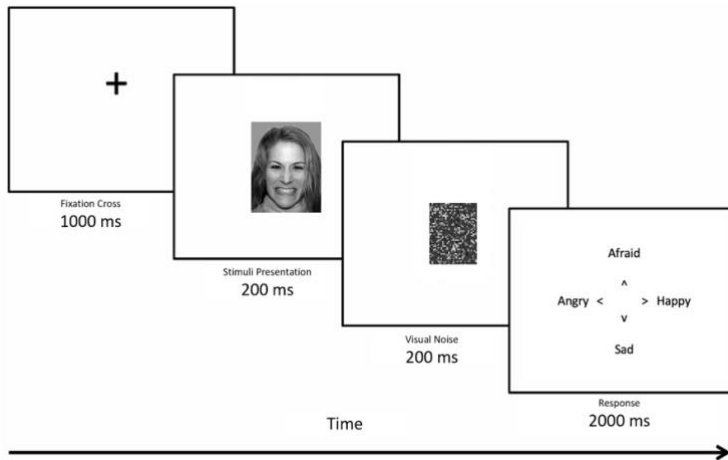 +
Fixation Cross
1000 ms
Stimuli Presentation
200 ms
Visual Noise
200 ms
Afraid
^
Angry < > Happy
v
Sad
Response
2000 ms
Time